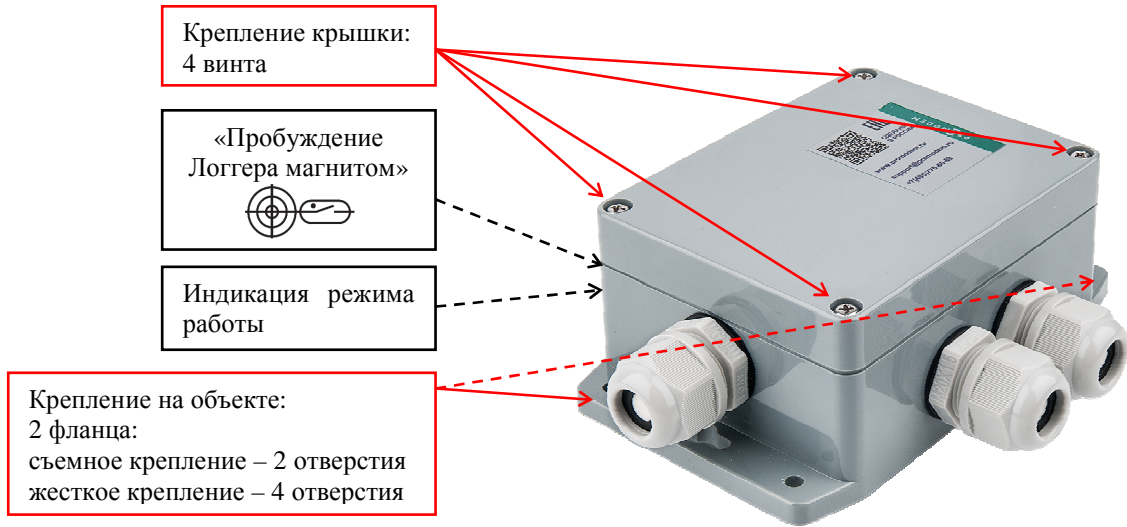 Крепление крышки:
4 винта
«Пробуждение
Логгера магнитом»
Индикация режима
работы
Крепление на объекте:
2 фланца:
съемное крепление – 2 отверстия
жесткое крепление – 4 отверстия
EAC